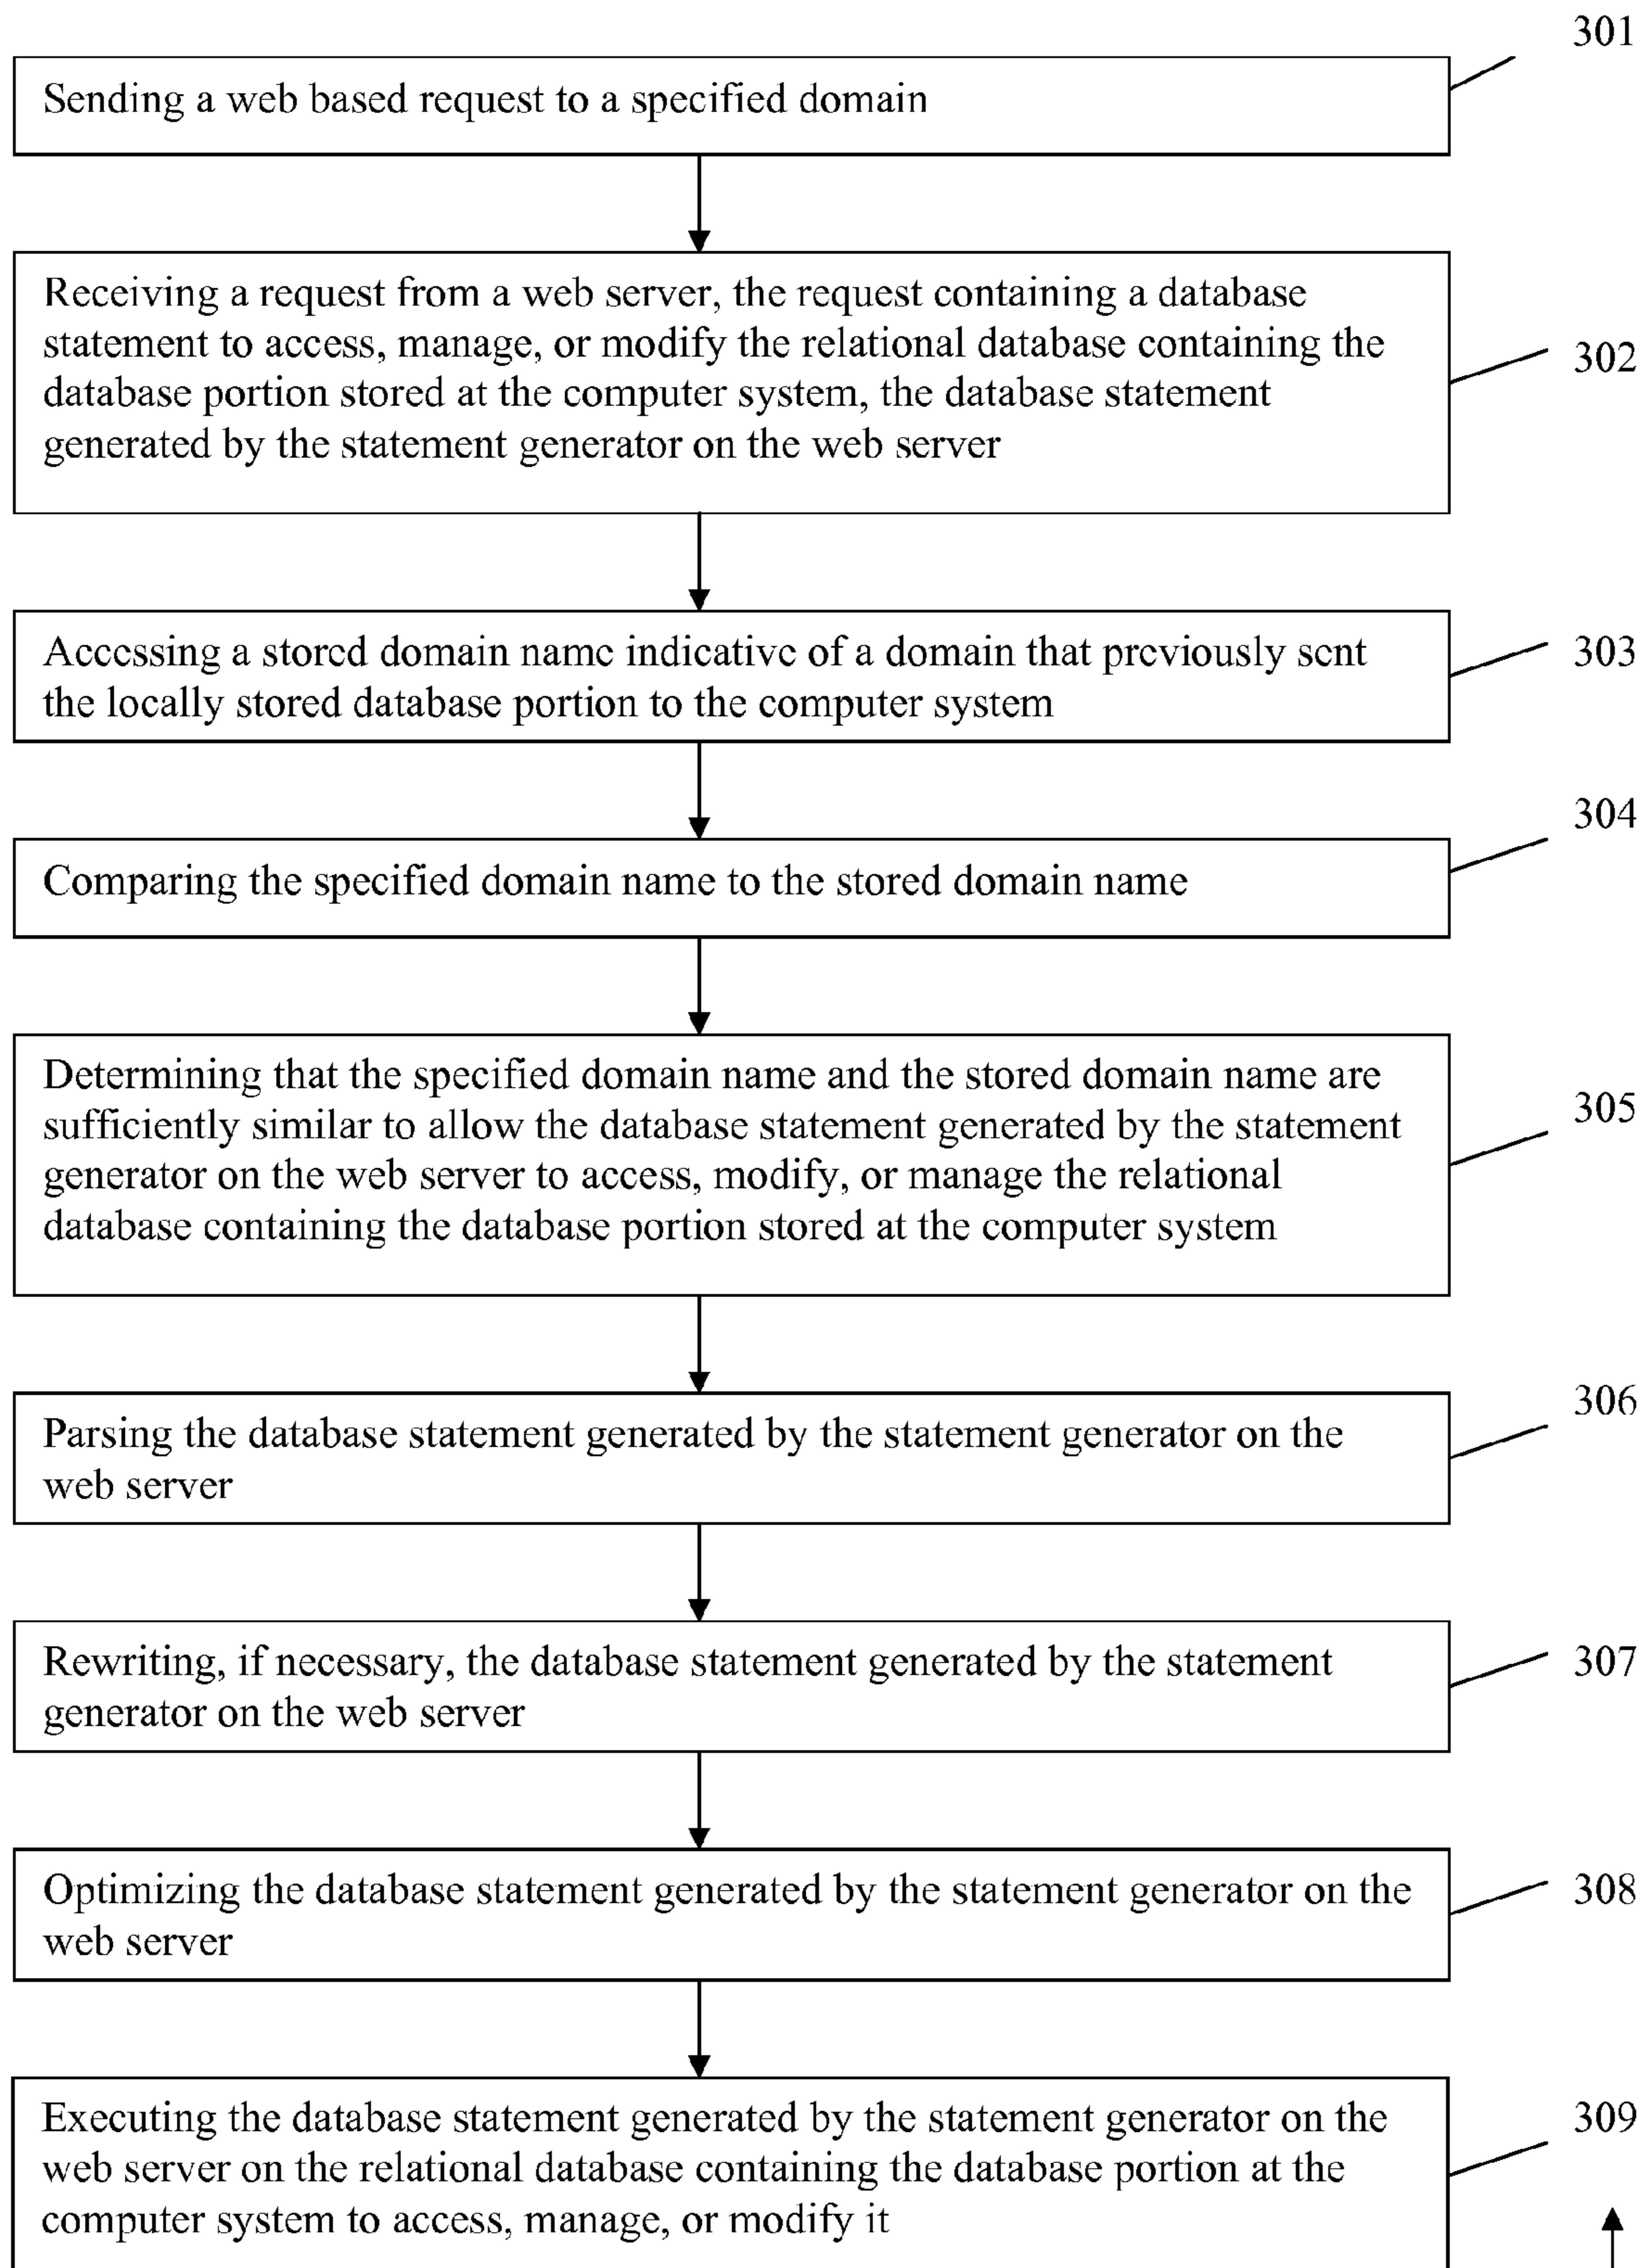 301
Sending a web based request to a specified domain
Receiving a request from a web server, the request containing a database
statement to access, manage, or modify the relational database containing the
302
database portion stored at the computer system, the database statement
generated by the statement generator on the web server
Accessing a stored domain name indicative of a domain that previously sent
303
the locally stored database portion to the computer system
304
Comparing the specified domain name to the stored domain name
Determining that the specified domain name and the stored domain name are
305
sufficiently similar to allow the database statement generated by the statement
generator on the web server to access, modify, or manage the relational
database containing the database portion stored at the computer system
306
Parsing the database statement generated by the statement generator on the
web server
Rewriting, if necessary, the database statement generated by the statement
307
generator on the web server
Optimizing the database statement generated by the statement generator on the
308
web server
Executing the database statement generated by the statement generator on the
309
web server on the relational database containing the database portion at the
computer system to access, manage, or modify it